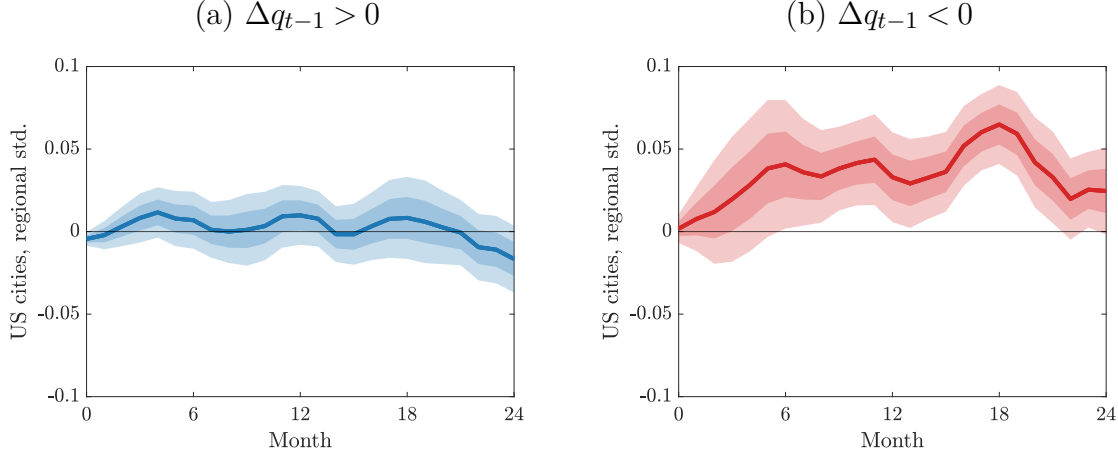 (a) Δq_{t−1} > 0
US cities, regional std.
0.1
0.05
0
-0.05
-0.1
0 6 12 18 24
Month
(b) Δq_{t−1} < 0
US cities, regional std.
0.1
0.05
0
-0.05
-0.1
0 6 12 18 24
Month